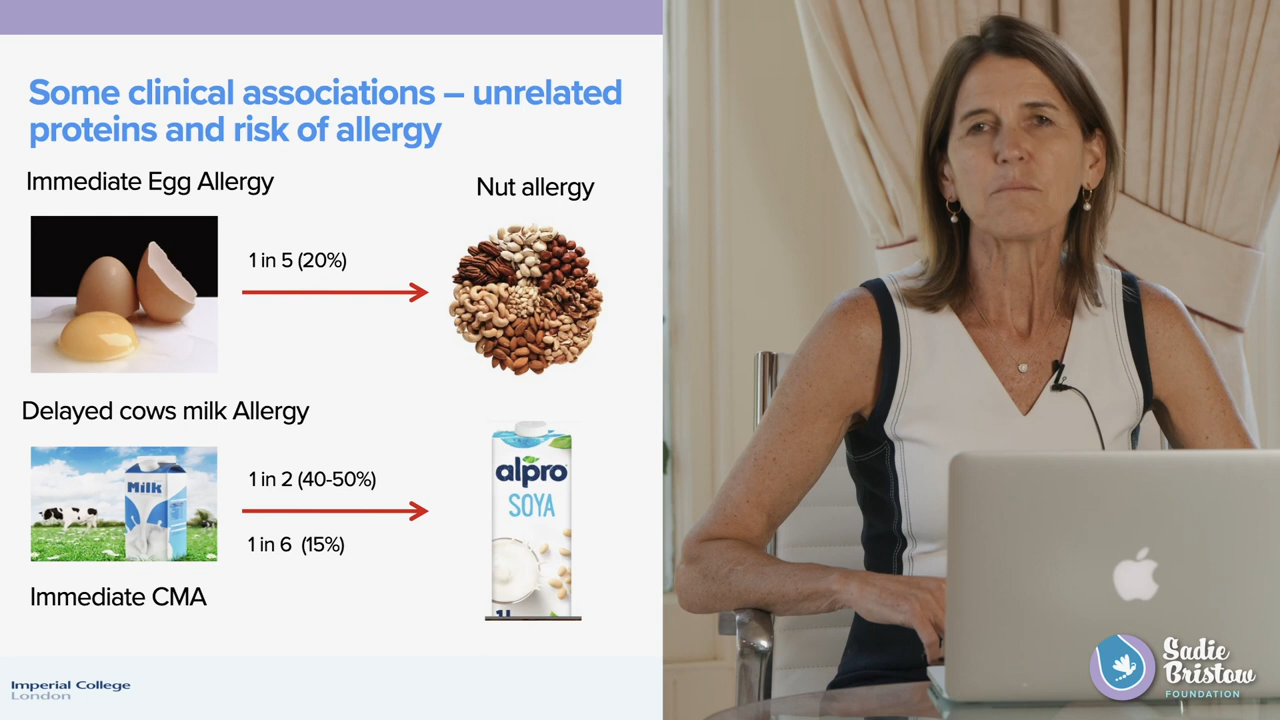 Some clinical associations – unrelated
proteins and risk of allergy
Immediate Egg Allergy
Nut allergy
1 in 5 (20%)
Delayed cows milk Allergy
Milk
1 in 2 (40-50%)
1 in 6 (15%)
alpro
SOYA
1L
Immediate CMA
Imperial College
London
Sadie
Bristow
FOUNDATION